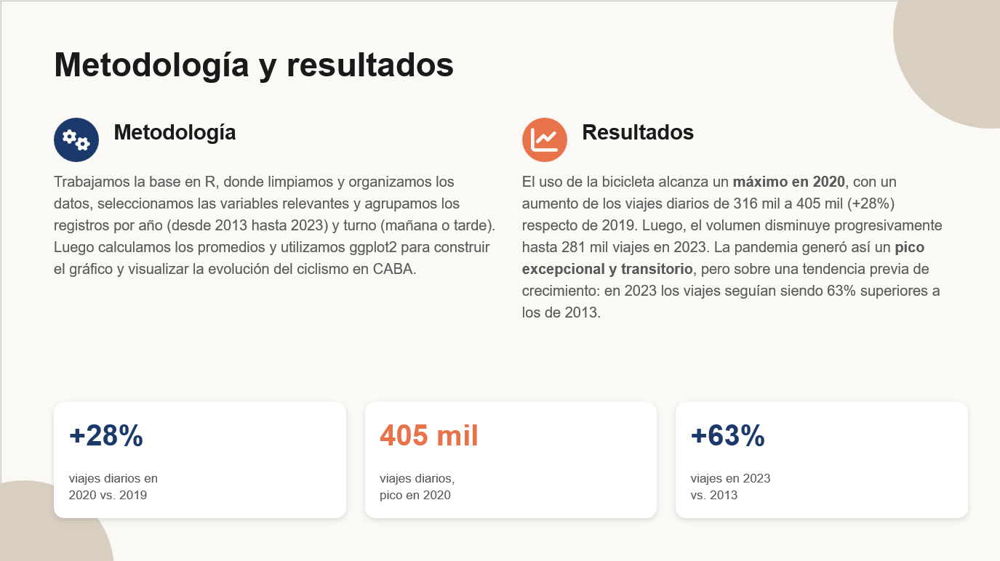 Metodología y resultados
Metodología
Trabajamos la base en R, donde limpiamos y organizamos los
datos, seleccionamos las variables relevantes y agrupamos los
registros por año (desde 2013 hasta 2023) y turno (mañana o tarde).
Luego calculamos los promedios y utilizamos ggplot2 para construir
el gráfico y visualizar la evolución del ciclismo en CABA.
Resultados
El uso de la bicicleta alcanza un máximo en 2020, con un
aumento de los viajes diarios de 316 mil a 405 mil (+28%)
respecto de 2019. Luego, el volumen disminuye progresivamente
hasta 281 mil viajes en 2023. La pandemia generó así un pico
excepcional y transitorio, pero sobre una tendencia previa de
crecimiento: en 2023 los viajes seguían siendo 63% superiores a
los de 2013.
+28%
viajes diarios en
2020 vs. 2019
405 mil
viajes diarios,
pico en 2020
+63%
viajes en 2023
vs. 2013